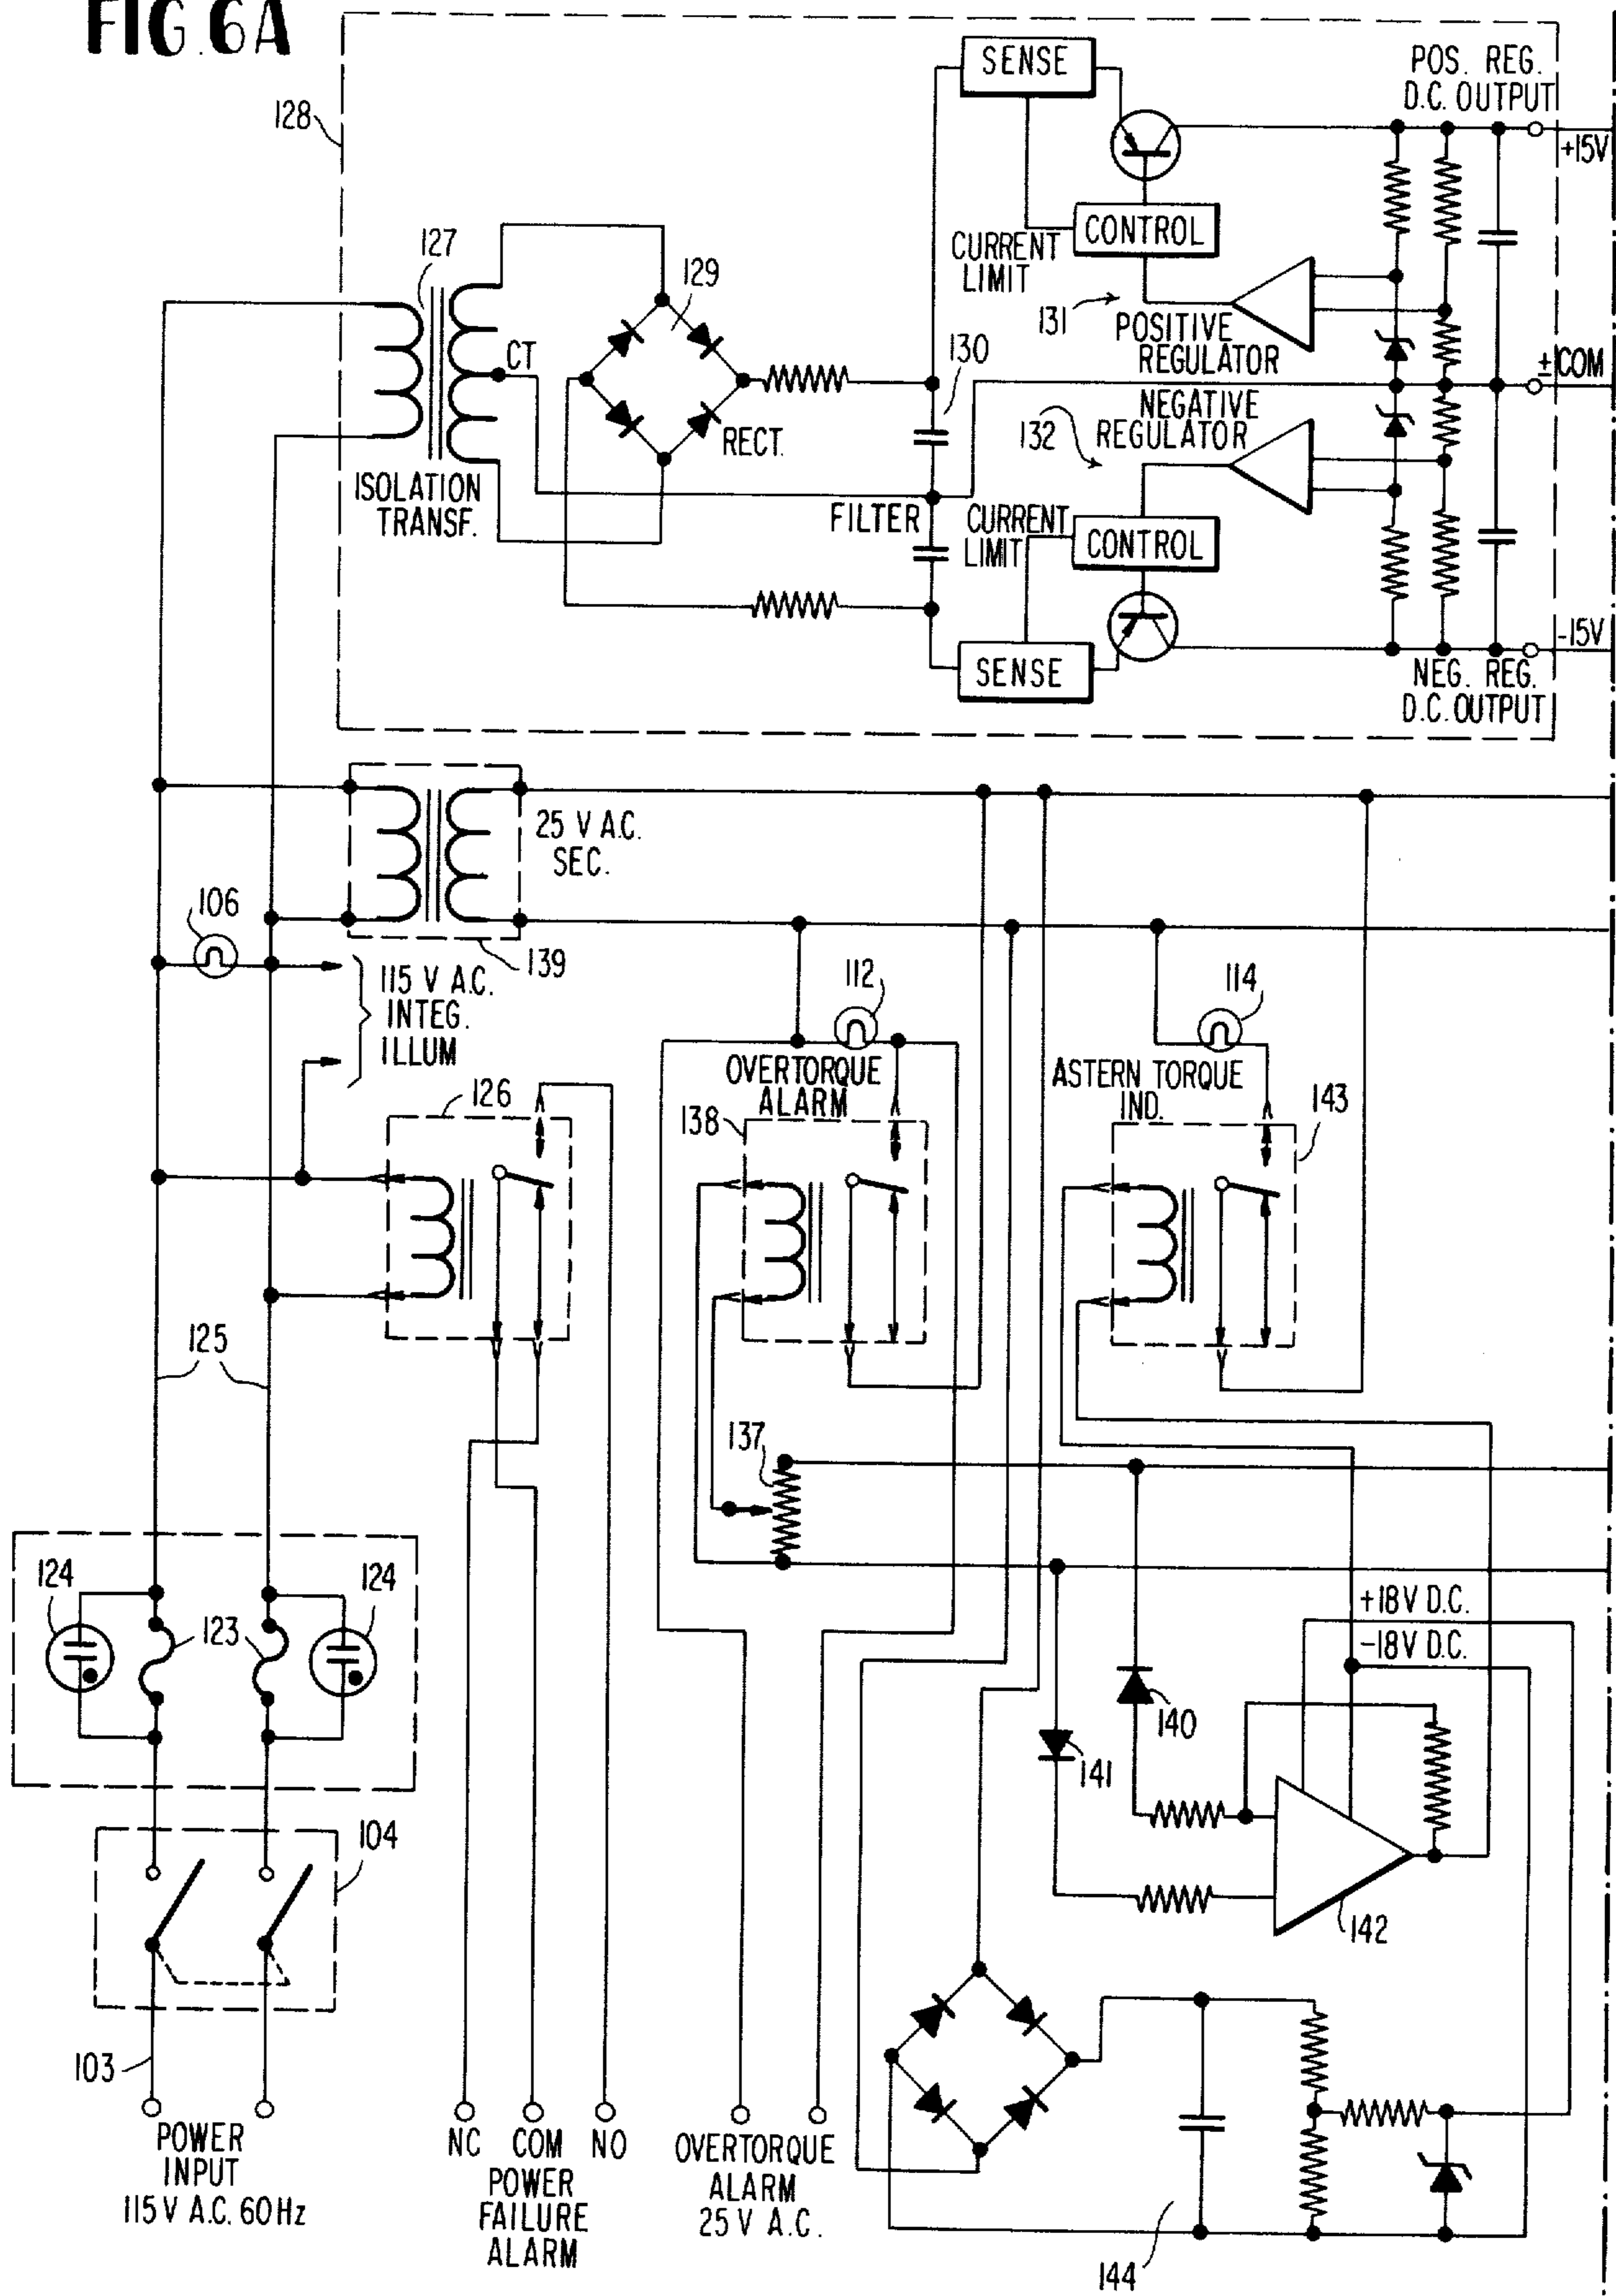 FIG. 6A
128
SENSE
POS. REG.
D.C. OUTPUT
+15V
127
129
CONTROL
CURRENT
LIMIT
131
POSITIVE
REGULATOR
CT
130
± COM
NEGATIVE
REGULATOR
132
RECT.
ISOLATION
TRANSF.
FILTER
CURRENT
LIMIT
CONTROL
-15V
SENSE
NEG. REG.
D.C. OUTPUT
25 V A.C.
SEC.
106
139
115 V A.C.
INTEG.
ILLUM
112
114
OVERTORQUE
ALARM
ASTERN TORQUE
IND.
126
138
143
125
137
124
123
124
+18V D.C.
-18V D.C.
140
141
104
142
103
POWER
INPUT
115V A.C. 60Hz
NC COM NO
POWER
FAILURE
ALARM
OVERTORQUE
ALARM
25 V A.C.
144